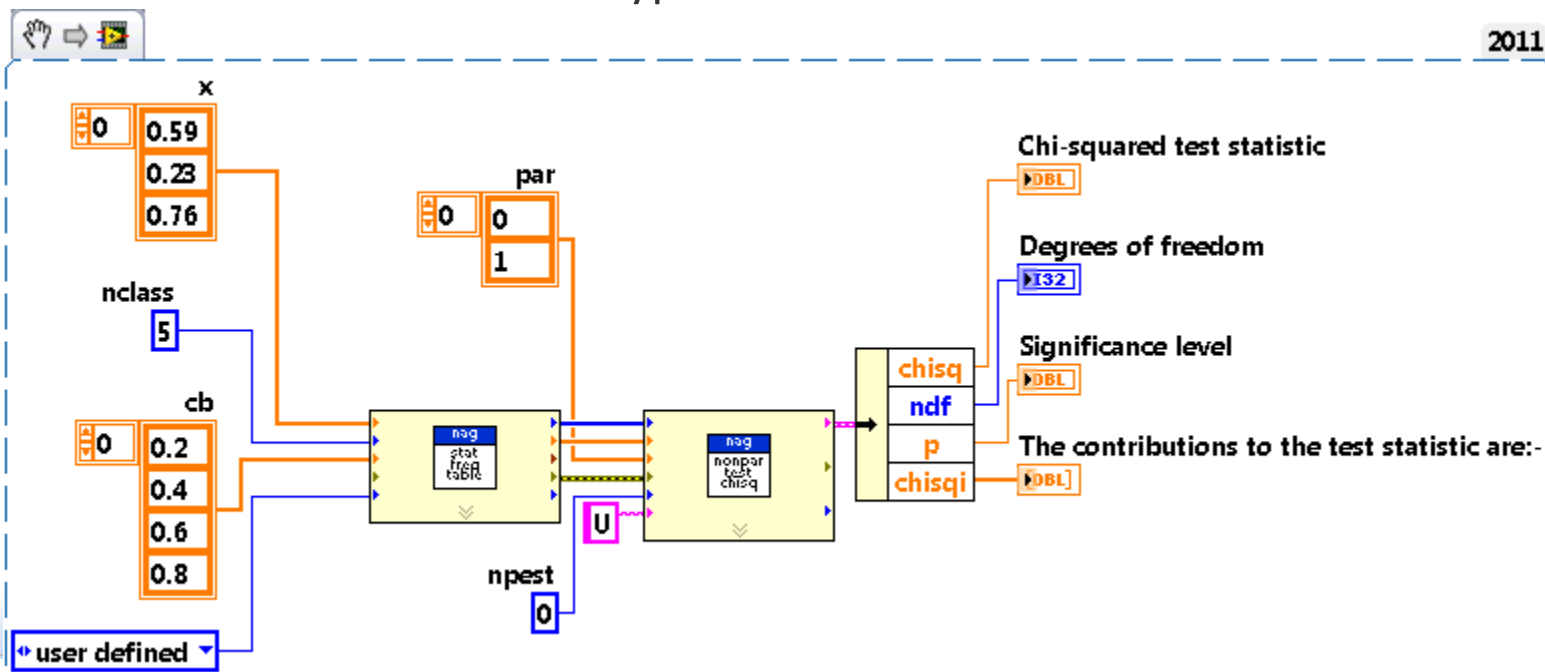 2011
x
0
0.59
0.23
0.76
par
0
0
1
nclass
5
cb
0
0.2
0.4
0.6
0.8
user defined
nag
stat
freq
table
npest
0
U
nag
nonpar
test
chisq
chisq
ndf
p
chisqi
Chi-squared test statistic
DBL
Degrees of freedom
I32
Significance level
DBL
The contributions to the test statistic are:-
[DBL]